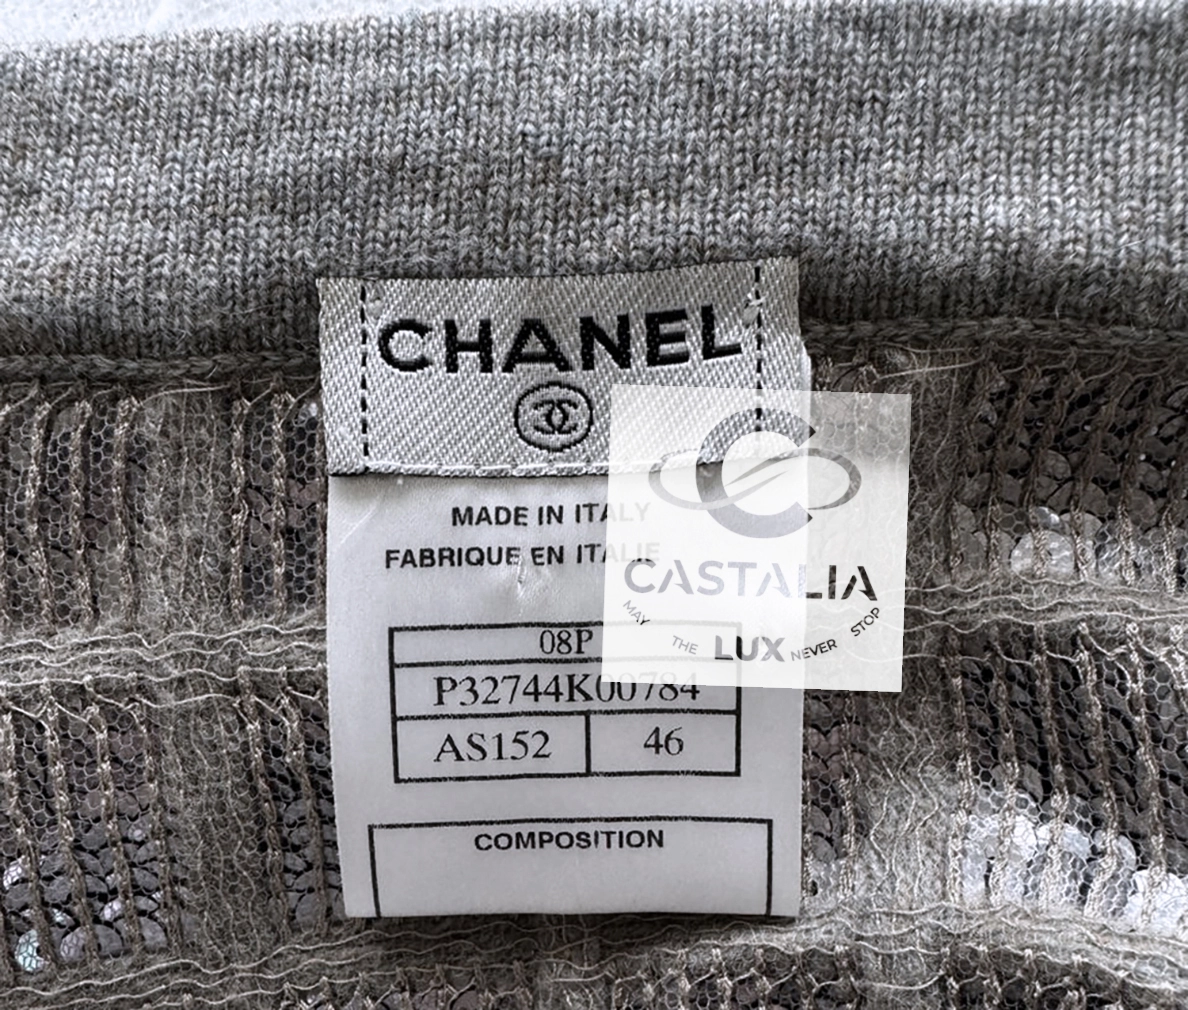 CHANEL
MADE IN ITALY
FABRIQUE EN ITALIE
CASTALIA
MAY THE LUX NEVER STOP
08P
P32744K00784
AS152 46
COMPOSITION